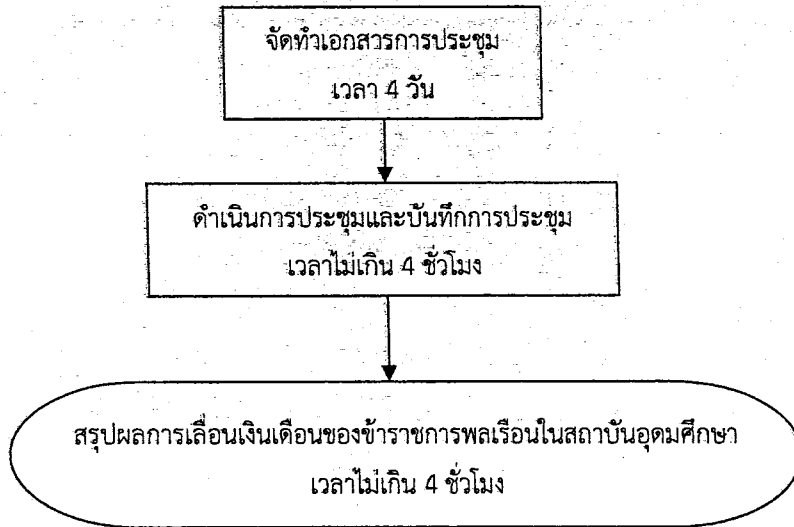 จัดทำเอกสารการประชุม
เวลา 4 วัน
ดำเนินการประชุมและบันทึกการประชุม
เวลาไม่เกิน 4 ชั่วโมง
สรุปผลการเลื่อนเงินเดือนของข้าราชการพลเรือนในสถาบันอุดมศึกษา
เวลาไม่เกิน 4 ชั่วโมง